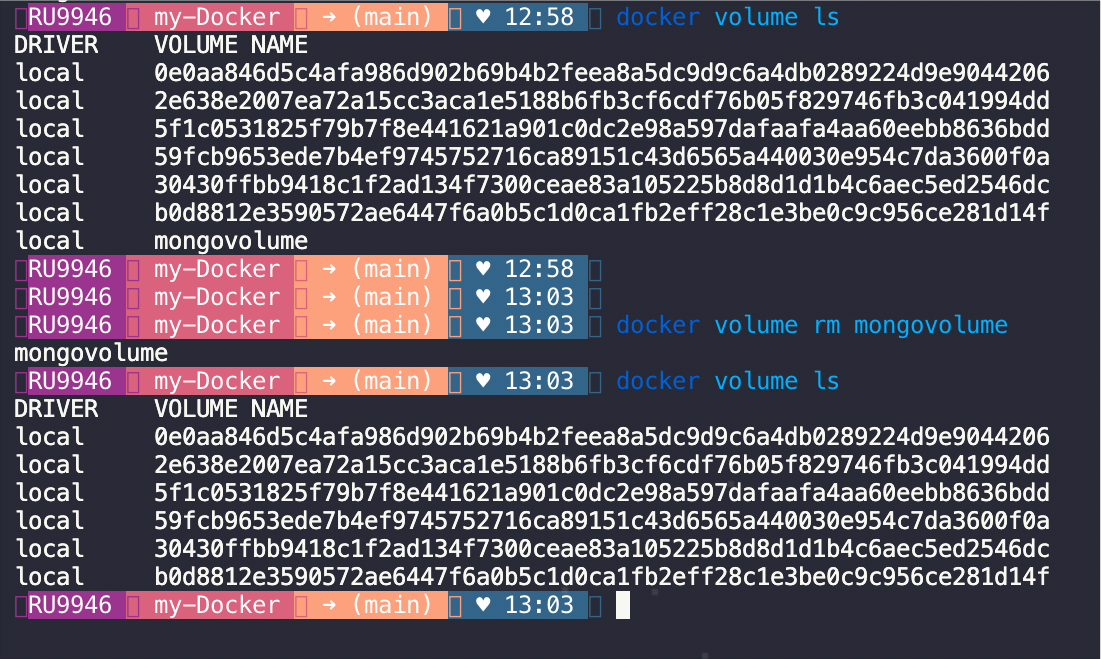 RU9946 my-Docker ➜ (main) ♥ 12:58 docker volume ls
DRIVER VOLUME NAME
local 0e0aa846d5c4afa986d902b69b4b2feea8a5dc9d9c6a4db0289224d9e9044206
local 2e638e2007ea72a15cc3aca1e5188b6fb3cf6cdf76b05f829746fb3c041994dd
local 5f1c0531825f79b7f8e441621a901c0dc2e98a597dafaafa4aa60eebb8636bdd
local 59fcb9653ede7b4ef9745752716ca89151c43d6565a440030e954c7da3600f0a
local 30430ffbb9418c1f2ad134f7300ceae83a105225b8d8d1d1b4c6aec5ed2546dc
local b0d8812e3590572ae6447f6a0b5c1d0ca1fb2eff28c1e3be0c9c956ce281d14f
local mongovolume
RU9946 my-Docker ➜ (main) ♥ 12:58
RU9946 my-Docker ➜ (main) ♥ 13:03
RU9946 my-Docker ➜ (main) ♥ 13:03 docker volume rm mongovolume
mongovolume
RU9946 my-Docker ➜ (main) ♥ 13:03 docker volume ls
DRIVER VOLUME NAME
local 0e0aa846d5c4afa986d902b69b4b2feea8a5dc9d9c6a4db0289224d9e9044206
local 2e638e2007ea72a15cc3aca1e5188b6fb3cf6cdf76b05f829746fb3c041994dd
local 5f1c0531825f79b7f8e441621a901c0dc2e98a597dafaafa4aa60eebb8636bdd
local 59fcb9653ede7b4ef9745752716ca89151c43d6565a440030e954c7da3600f0a
local 30430ffbb9418c1f2ad134f7300ceae83a105225b8d8d1d1b4c6aec5ed2546dc
local b0d8812e3590572ae6447f6a0b5c1d0ca1fb2eff28c1e3be0c9c956ce281d14f
RU9946 my-Docker ➜ (main) ♥ 13:03